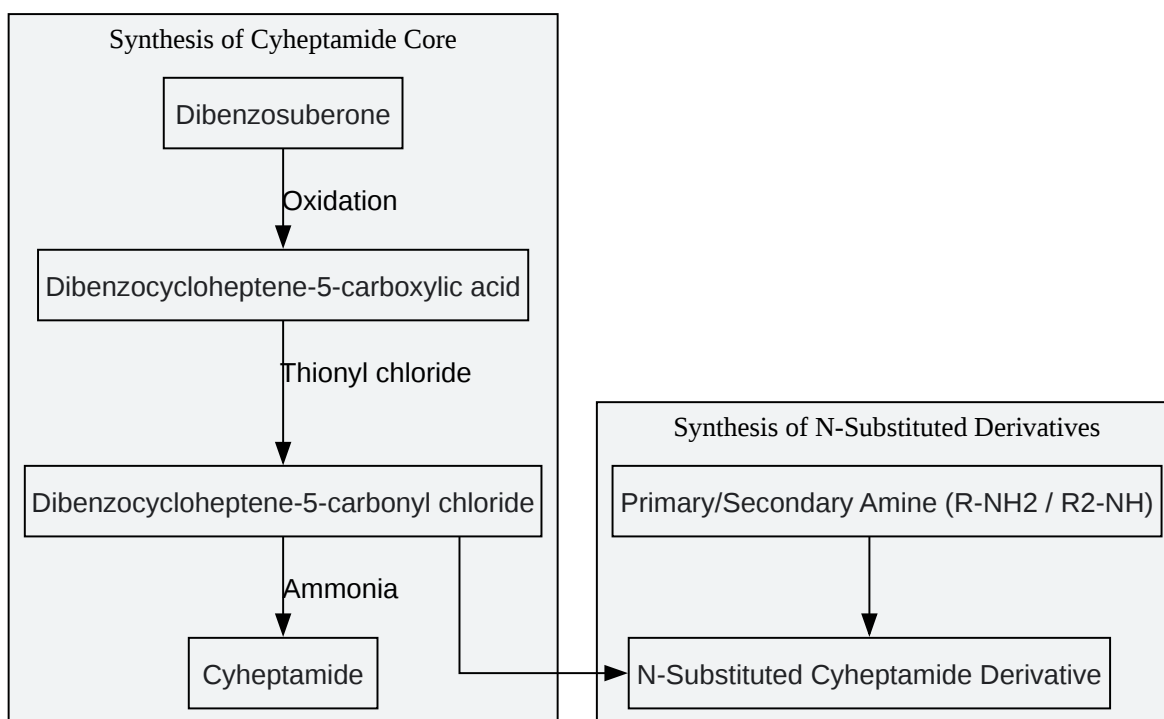 Synthesis of Cyheptamide Core
Dibenzosuberone
Oxidation
Dibenzocycloheptene-5-carboxylic acid
Thionyl chloride
Dibenzocycloheptene-5-carbonyl chloride
Ammonia
Cyheptamide
Synthesis of N-Substituted Derivatives
Primary/Secondary Amine (R-NH2 / R2-NH)
N-Substituted Cyheptamide Derivative